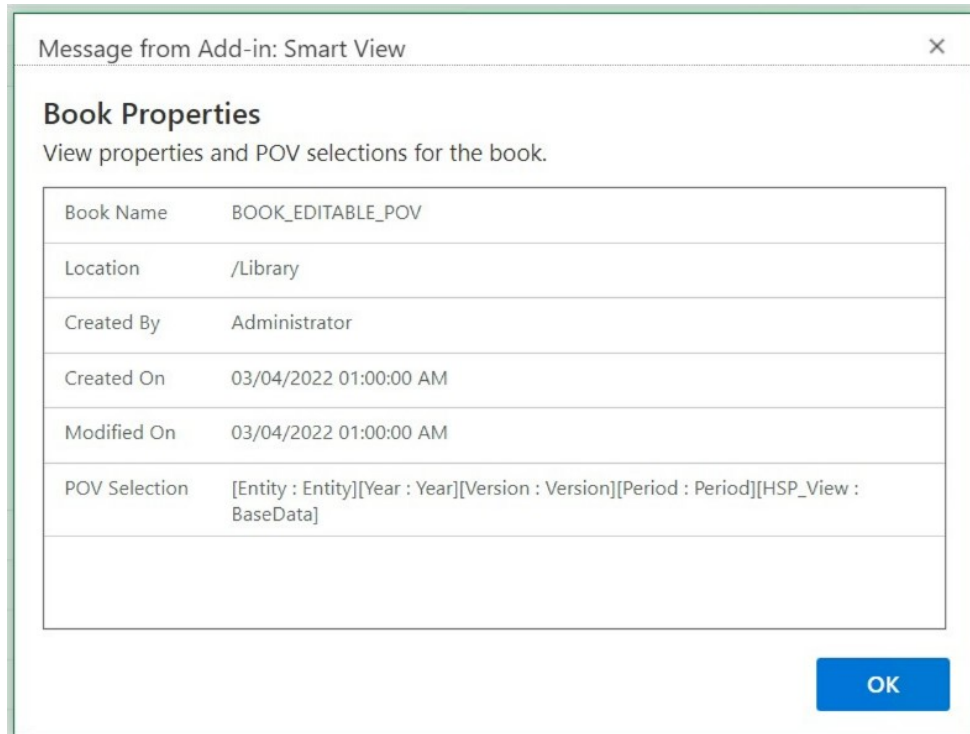 Message from Add-in: Smart View
Book Properties
View properties and POV selections for the book.
Book Name BOOK_EDITABLE_POV
Location /Library
Created By Administrator
Created On 03/04/2022 01:00:00 AM
Modified On 03/04/2022 01:00:00 AM
POV Selection [Entity : Entity][Year : Year][Version : Version][Period : Period][HSP_View :
BaseData]
OK